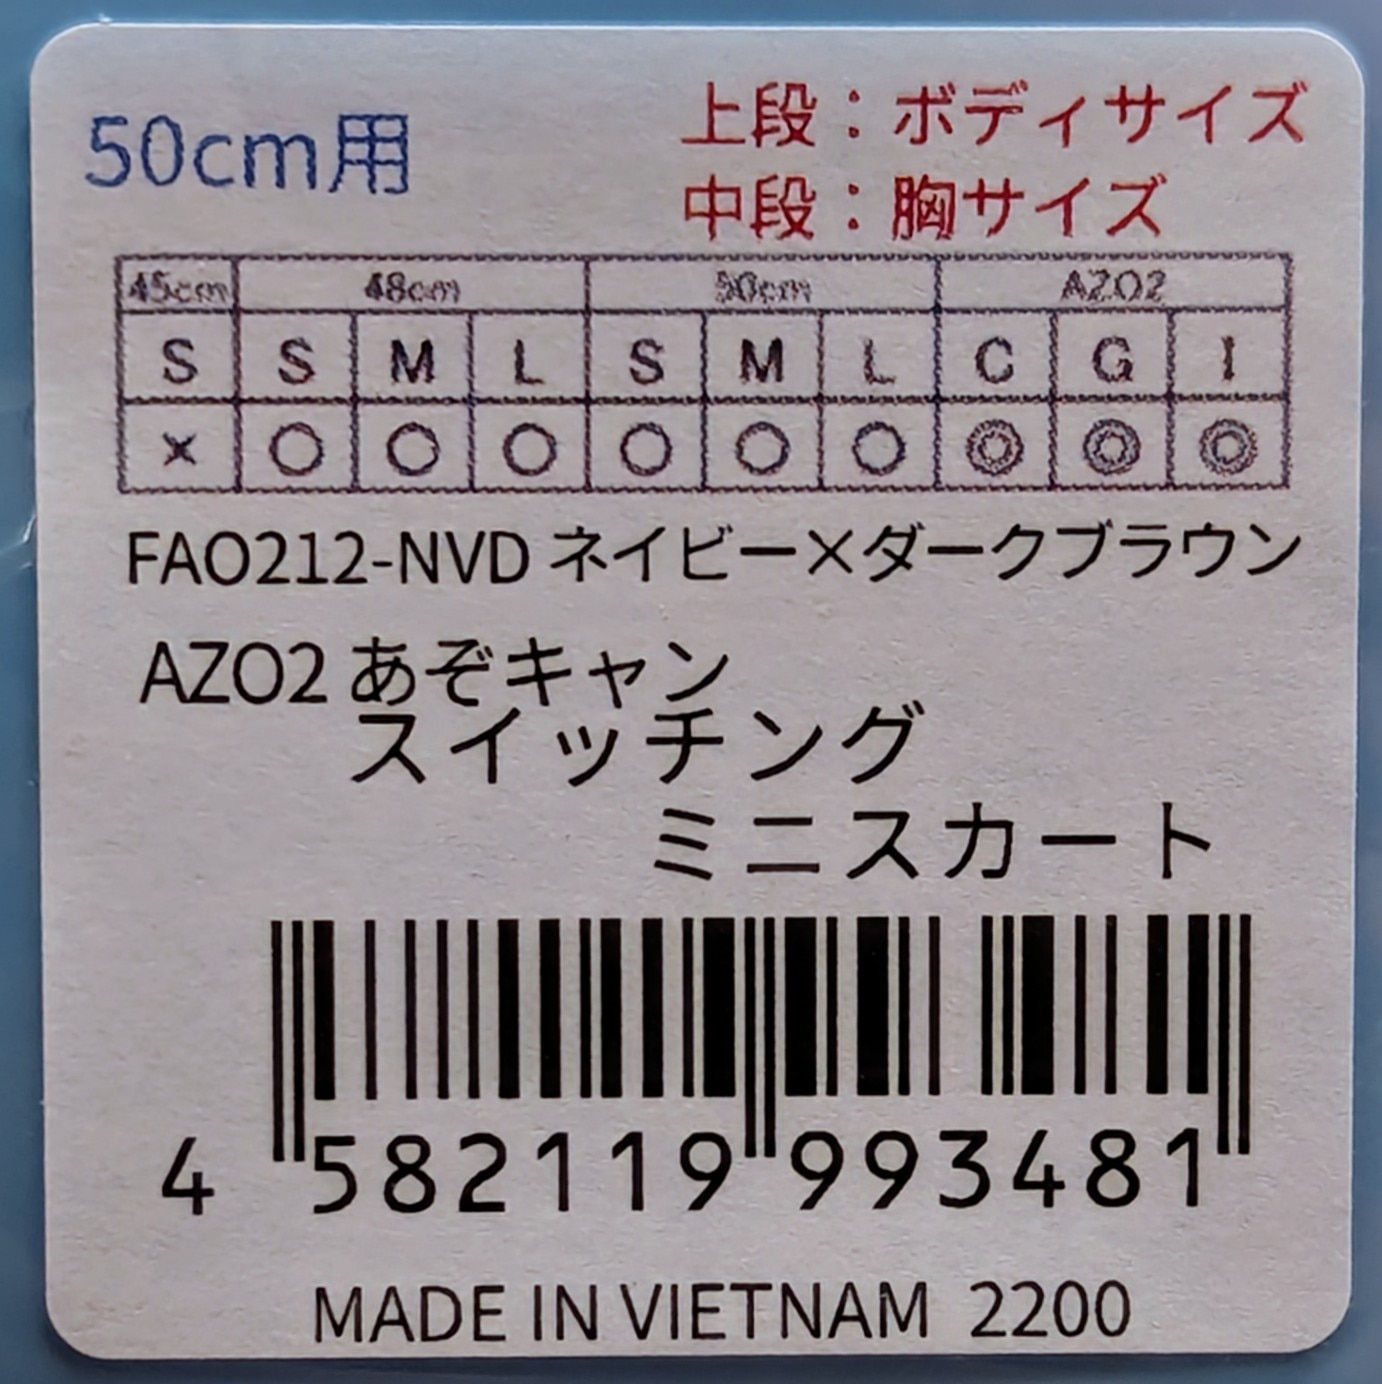 50cm用
上段：ボディサイズ
中段：胸サイズ
45cm 48cm 50cm AZO2
S S M L S M L C G I
× ○ ○ ○ ○ ○ ○ ◎ ◎ ◎
FAO212-NVD ネイビー×ダークブラウン
AZO2 あぞキャン
スイッチング
ミニスカート
4 582119 993481
MADE IN VIETNAM 2200